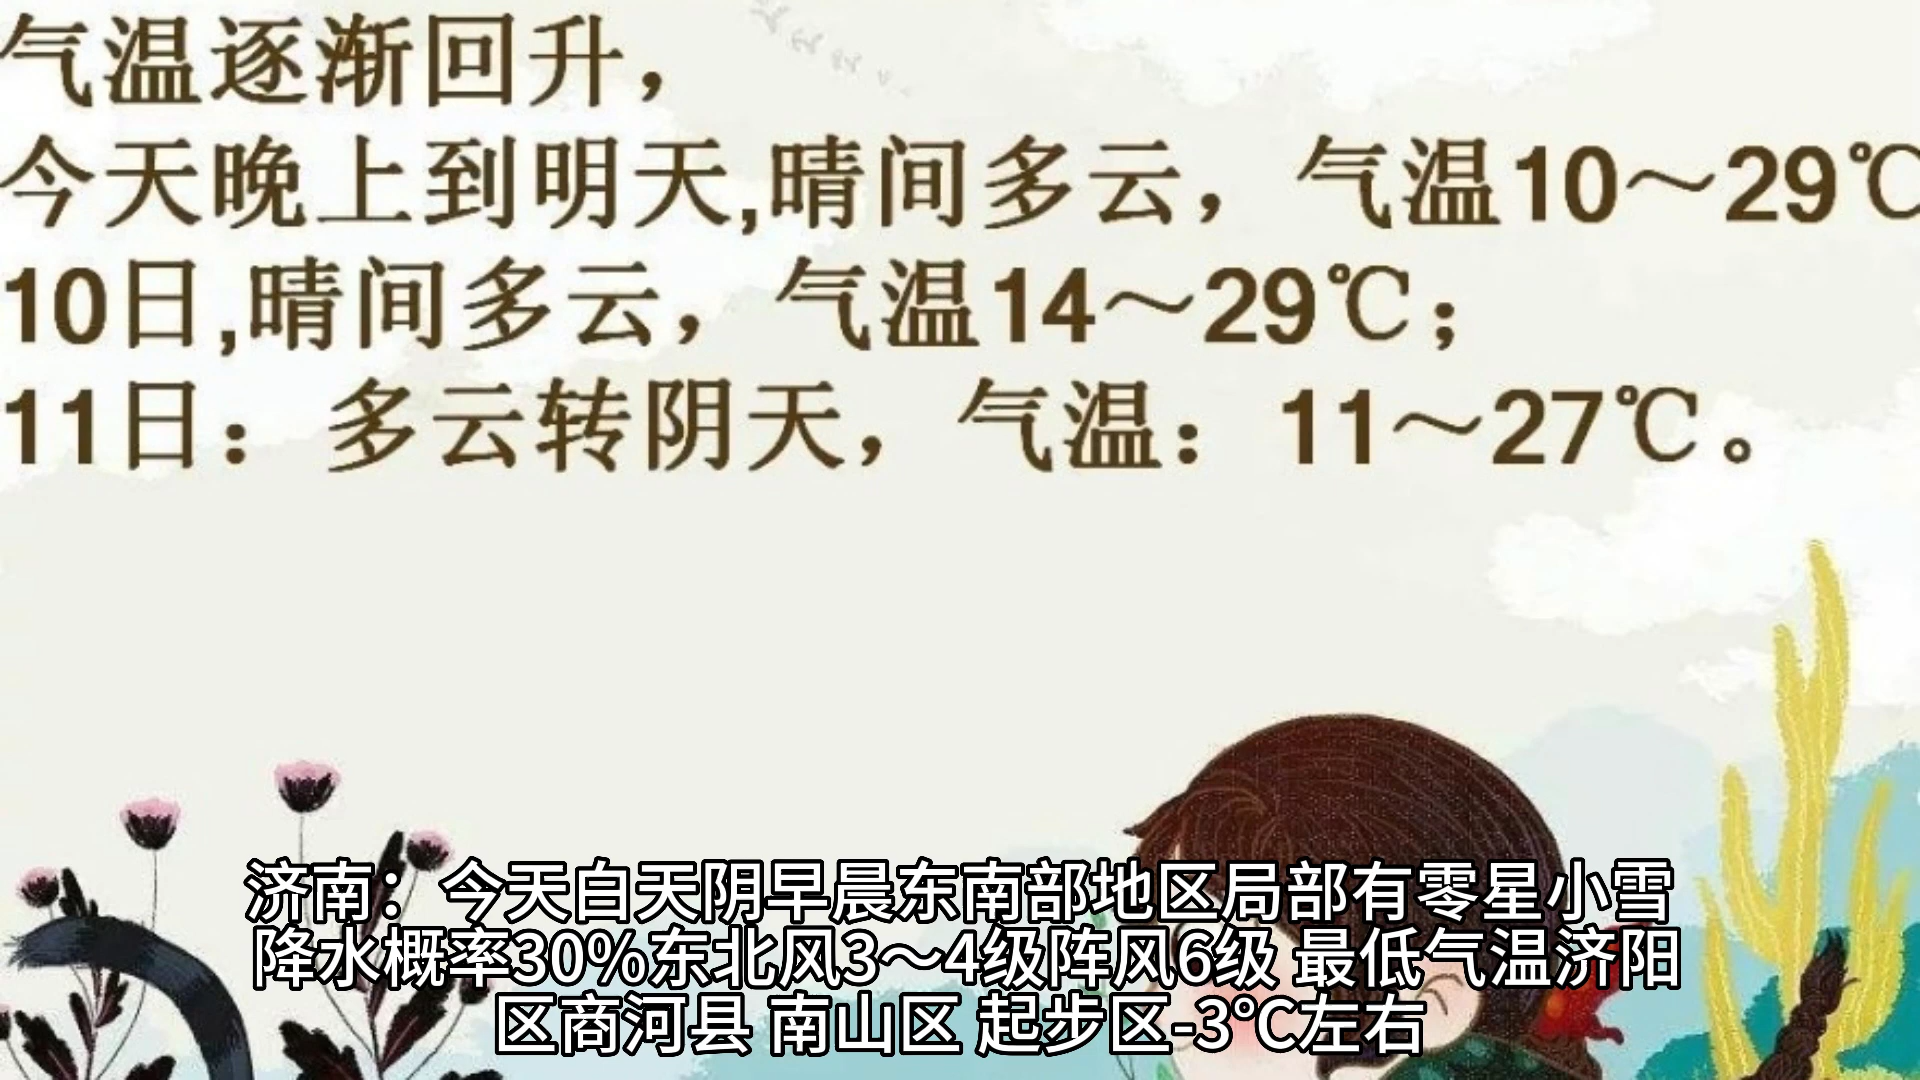 气温逐渐回升，
今天晚上到明天,晴间多云，气温10～29℃
10日,晴间多云，气温14～29℃；
11日：多云转阴天，气温：11～27℃。
济南：今天白天阴早晨东南部地区局部有零星小雪
降水概率30%东北风3～4级阵风6级 最低气温济阳
区商河县 南山区 起步区-3℃左右